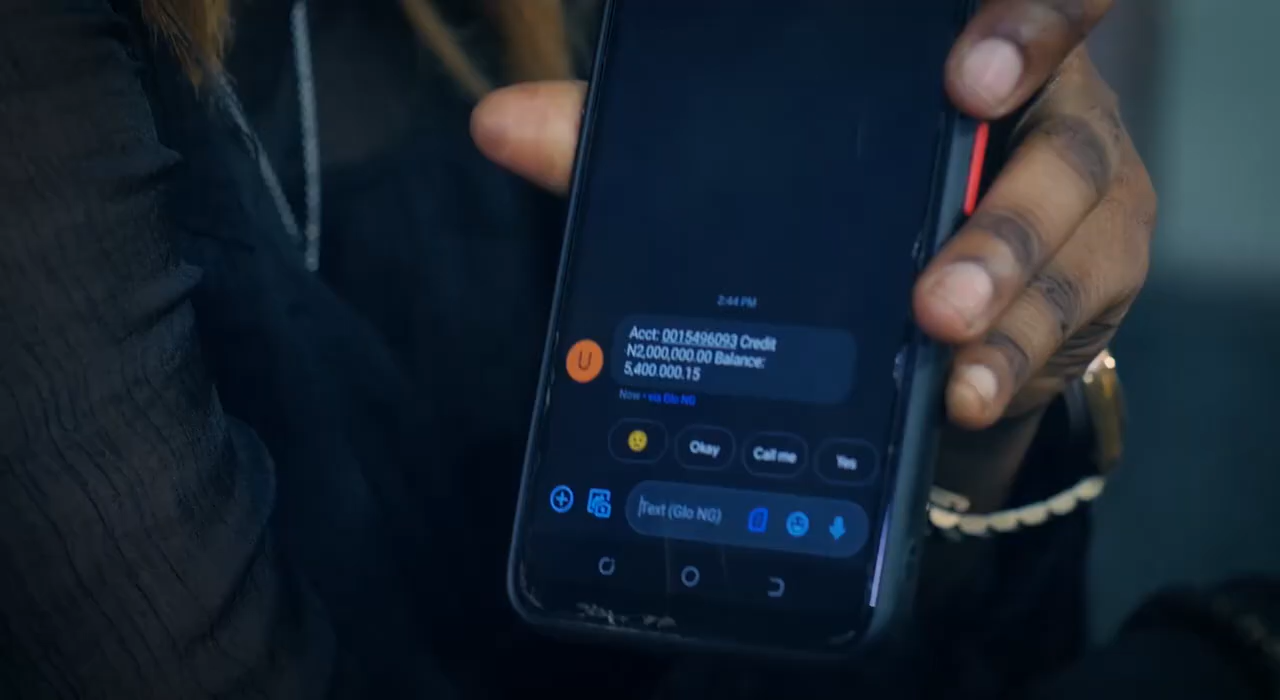 2:44 PM
Acct: 0015496093 Credit
N2,000,000.00 Balance:
5,400.000.15
U
Now • via Glo NG
Okay
Call me
Yes
Text (Glo NG)